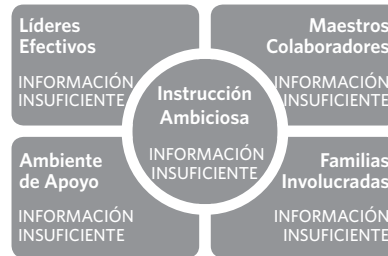 Líderes
Efectivos
INFORMACIÓN
INSUFICIENTE
Maestros
Colaboradores
INFORMACIÓN
INSUFICIENTE
Instrucción
Ambiciosa
INFORMACIÓN
INSUFICIENTE
Ambiente
de Apoyo
INFORMACIÓN
INSUFICIENTE
Familias
Involucradas
INFORMACIÓN
INSUFICIENTE